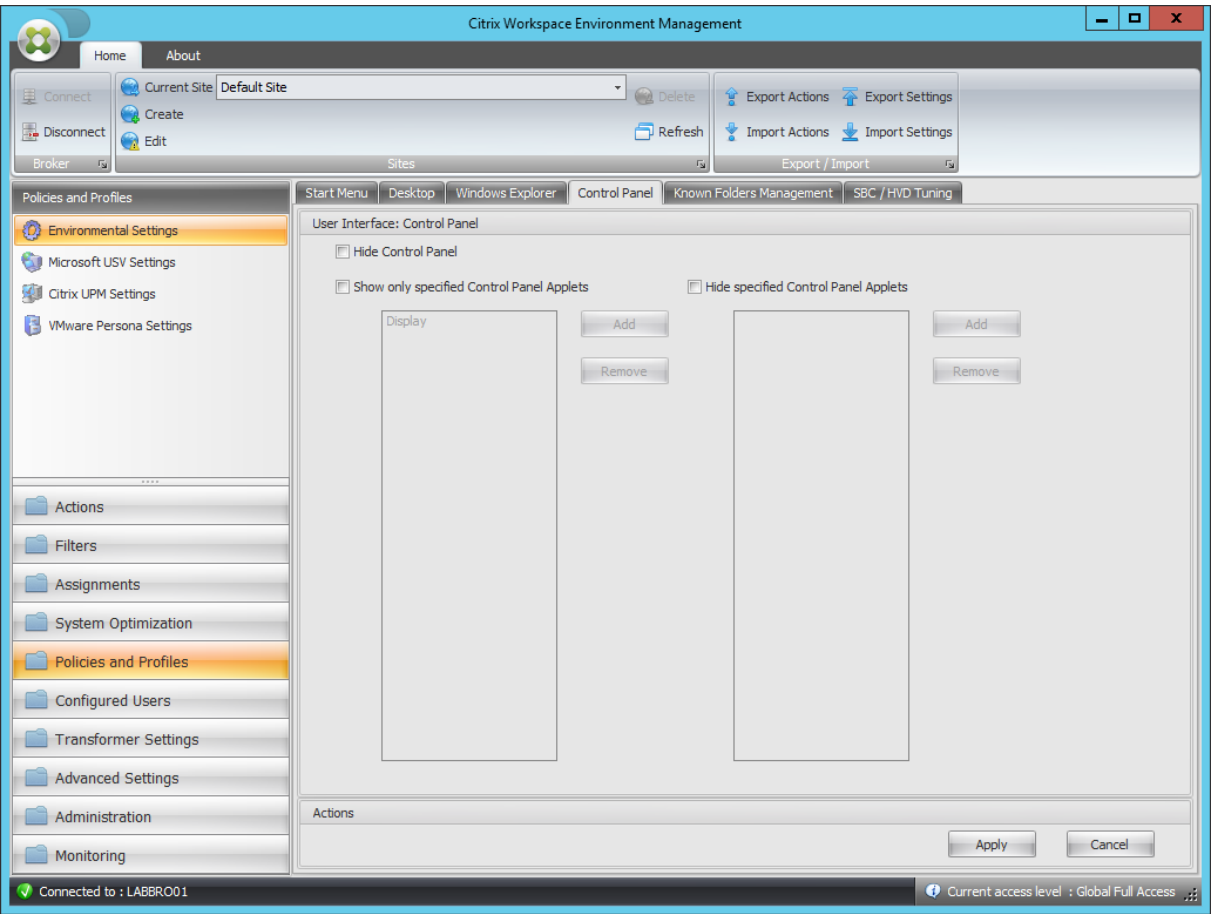 Citrix Workspace Environment Management
Home About
Connect
Current Site Default Site
Delete
Export Actions Export Settings
Create
Disconnect
Refresh
Import Actions Import Settings
Edit
Broker
Sites
Export / Import
Policies and Profiles
Start Menu Desktop Windows Explorer Control Panel Known Folders Management SBC / HVD Tuning
Environmental Settings
Microsoft USV Settings
Citrix UPM Settings
VMware Persona Settings
User Interface: Control Panel
Hide Control Panel
Show only specified Control Panel Applets
Hide specified Control Panel Applets
Display
Add
Add
Remove
Remove
Actions
Filters
Assignments
System Optimization
Policies and Profiles
Configured Users
Transformer Settings
Advanced Settings
Administration
Monitoring
Actions
Apply
Cancel
Connected to : LABBRO01
Current access level : Global Full Access